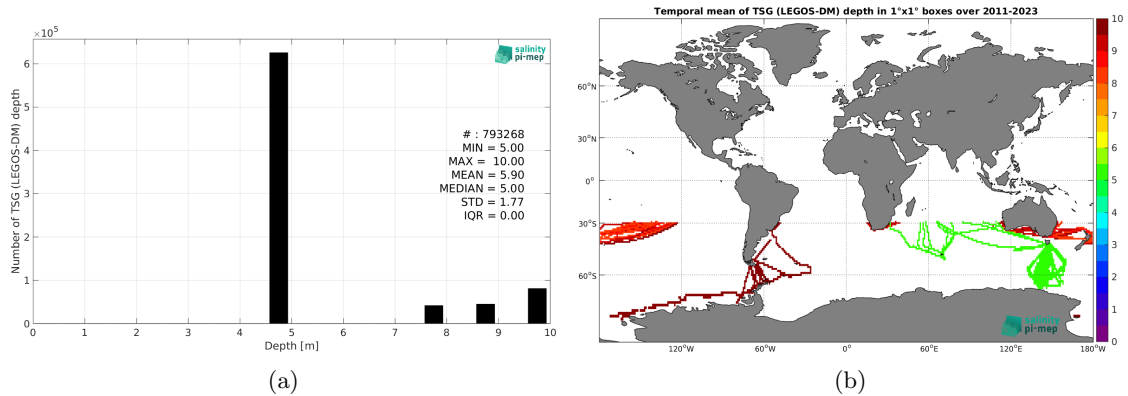 ×10⁵
6
5
4
3
2
1
0
0 1 2 3 4 5 6 7 8 9 10
Number of TSG (LEGOS-DM) depth
Depth [m]
salinity
pi-mep
# : 793268
MIN = 5.00
MAX = 10.00
MEAN = 5.90
MEDIAN = 5.00
STD = 1.77
IQR = 0.00
(a)
Temporal mean of TSG (LEGOS-DM) depth in 1°x1° boxes over 2011-2023
60°N
30°N
0°
30°S
60°S
120°W 60°W 0° 60°E 120°E 180°W
salinity
pi-mep
10
9
8
7
6
5
4
3
2
1
0
(b)